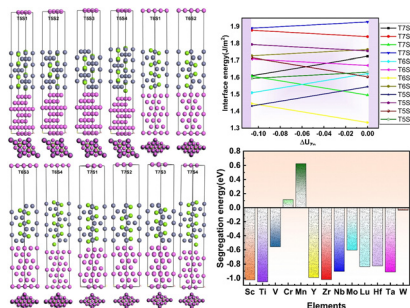 T5S1 T5S2 T5S3 T5S4 T6S1 T6S2
T6S3 T6S4 T7S1 T7S2 T7S3 T7S4
Interface energy(J/m²)
1.9
1.8
1.7
1.6
1.5
1.4
1.3
-0.10 -0.08 -0.06 -0.04 -0.02 0.00
T7S
T7S
T7S
T7S
T6S
T6S
T6S
T6S
T5S
T5S
T5S
T5S
Segregation energy(eV)
0.8
0.6
0.4
0.2
0.0
-0.2
-0.4
-0.6
-0.8
-1.0
Sc Ti V Cr Mn Y Zr Nb Mo Lu Hf Ta W
Elements